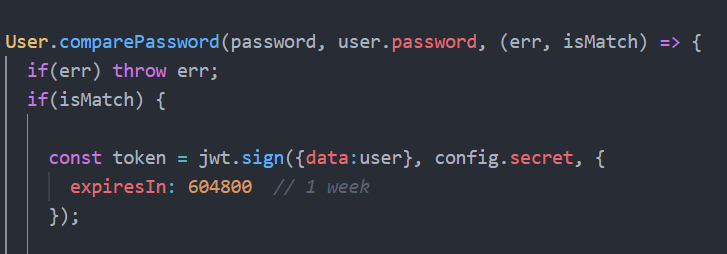 User.comparePassword(password, user.password, (err, isMatch) => {
if(err) throw err;
if(isMatch) {
const token = jwt.sign({data:user}, config.secret, {
expiresIn: 604800 // 1 week
});